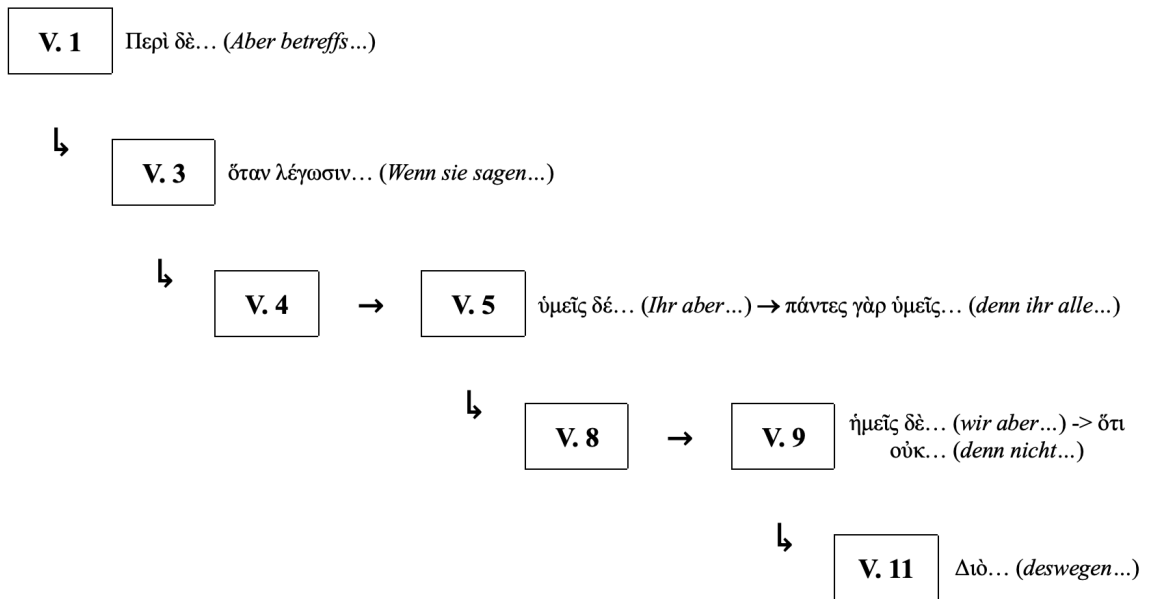 V. 1 Περὶ δὲ… (Aber betreffs…)
↳
V. 3 ὅταν λέγωσιν… (Wenn sie sagen…)
↳
V. 4 → V. 5 ὑμεῖς δέ… (Ihr aber…) → πάντες γὰρ ὑμεῖς… (denn ihr alle…)
↳
V. 8 → V. 9 ἡμεῖς δὲ… (wir aber…) -> ὅτι
οὐκ… (denn nicht…)
↳
V. 11 Διὸ… (deswegen…)